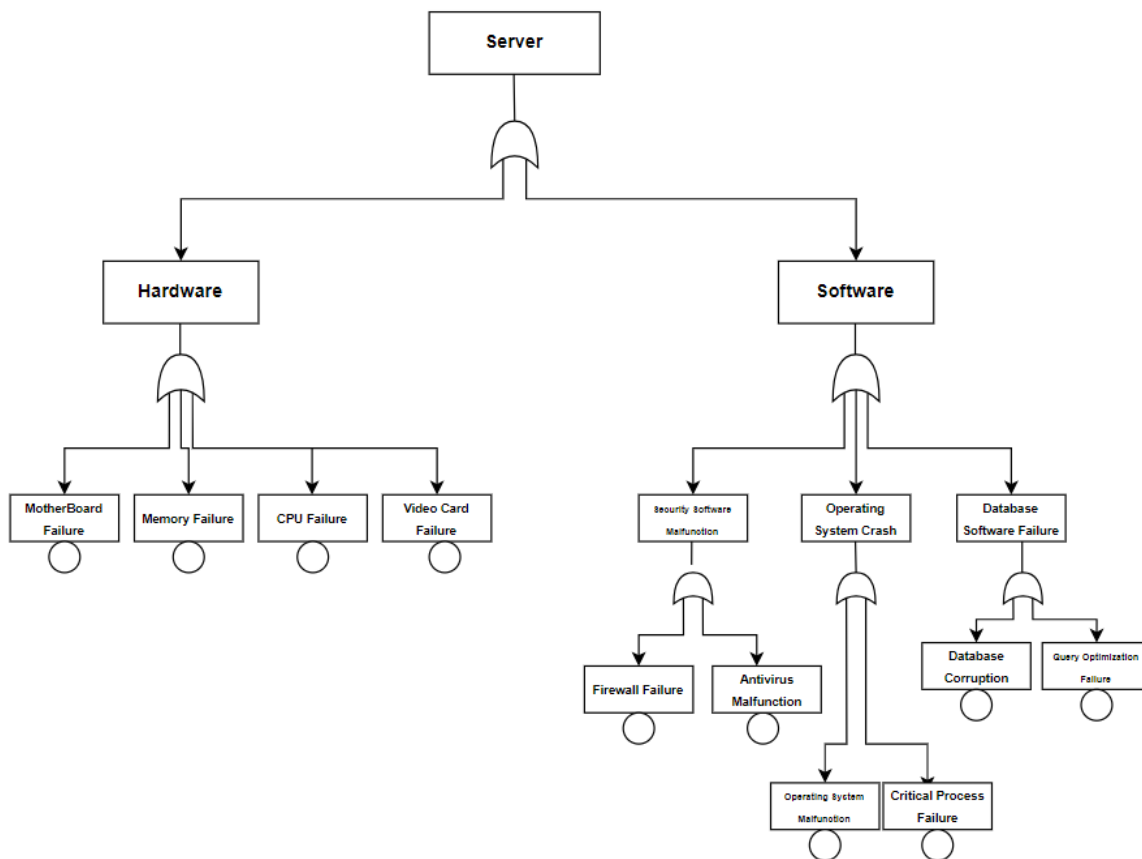 Server
Hardware
Software
MotherBoard
Failure
Memory Failure
CPU Failure
Video Card
Failure
Security Software
Malfunction
Operating
System Crash
Database
Software Failure
Firewall Failure
Antivirus
Malfunction
Database
Corruption
Query Optimization
Failure
Operating System
Malfunction
Critical Process
Failure